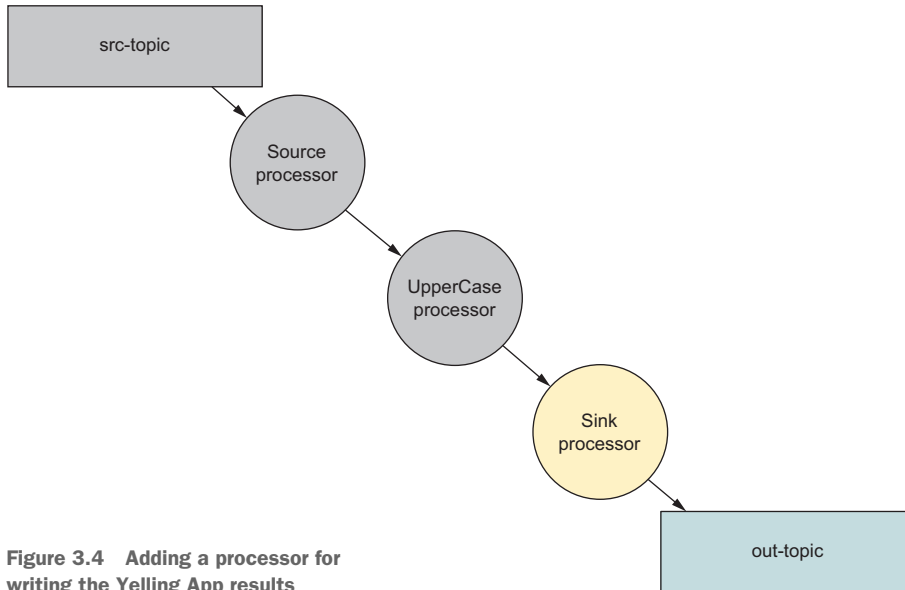 src-topic
Source
processor
UpperCase
processor
Sink
processor
out-topic
Figure 3.4 Adding a processor for
writing the Yelling App results